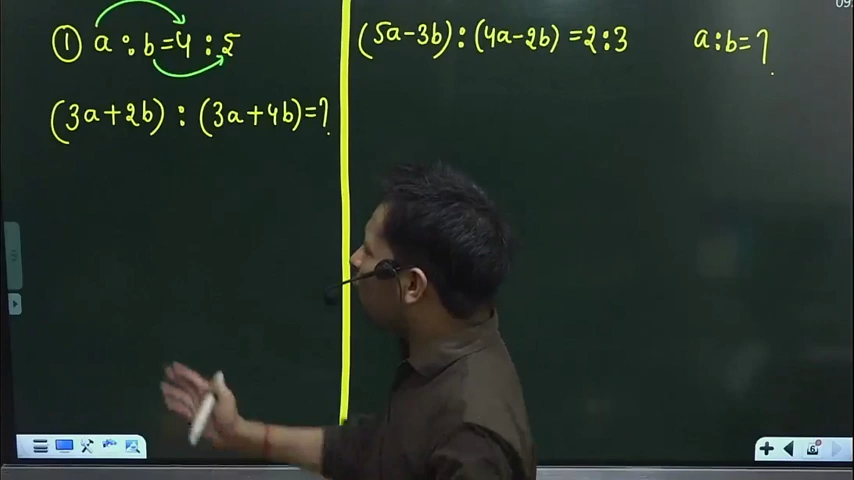 ① a:b=4:5
(3a+2b) : (3a+4b)=?
(5a-3b):(4a-2b) =2:3 a:b=?